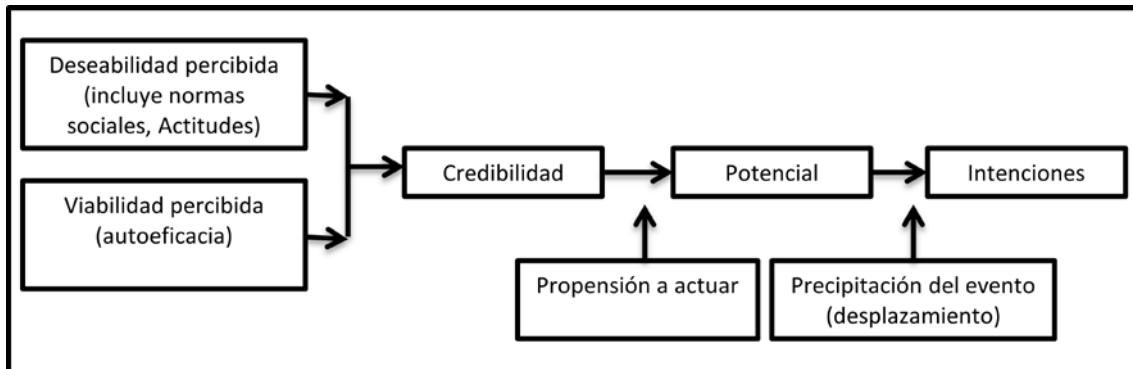 Deseabilidad percibida
(incluye normas
sociales, Actitudes)
Viabilidad percibida
(autoeficacia)
Credibilidad
Potencial
Intenciones
Propensión a actuar
Precipitación del evento
(desplazamiento)